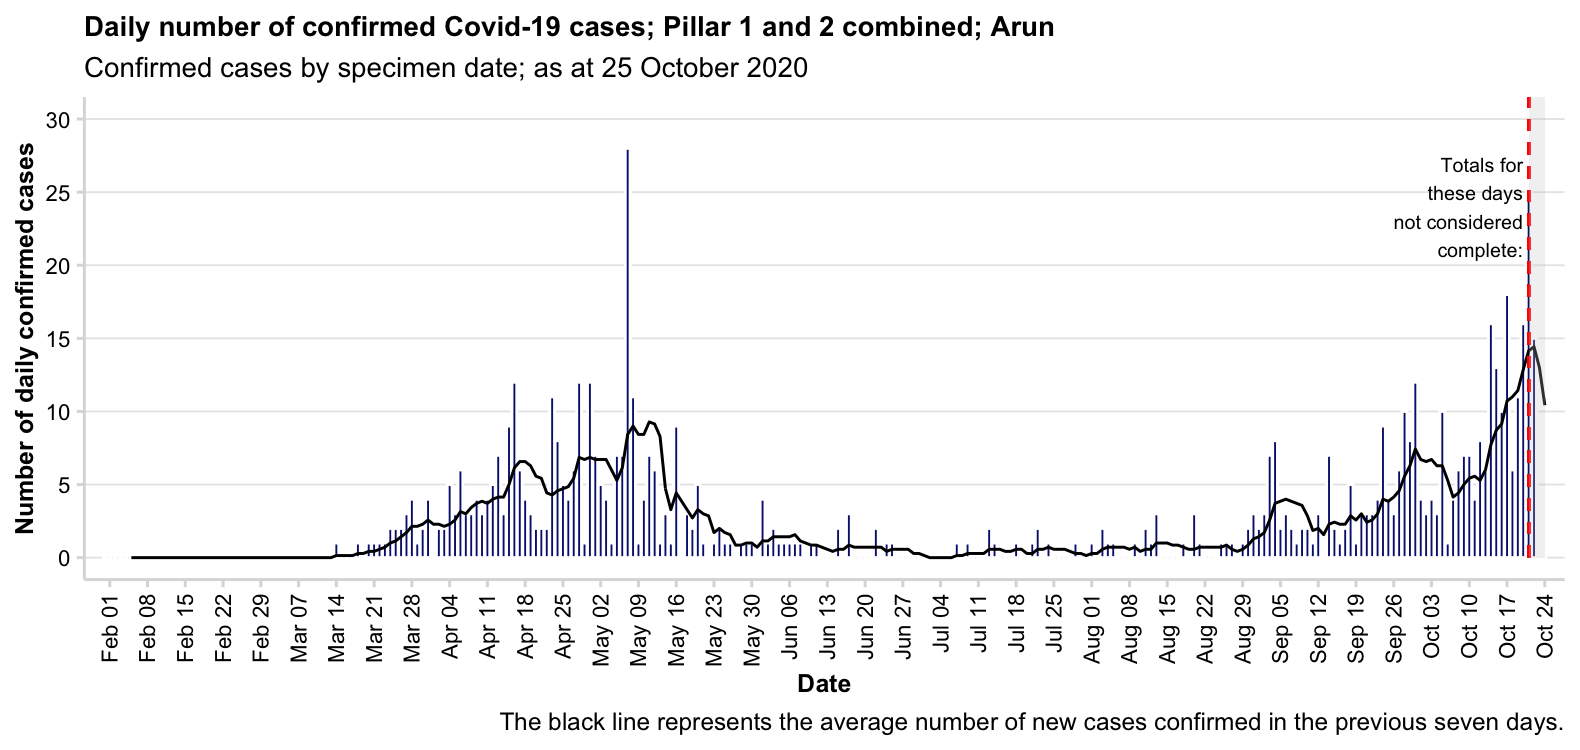 Daily number of confirmed Covid-19 cases; Pillar 1 and 2 combined; Arun
Confirmed cases by specimen date; as at 25 October 2020
Number of daily confirmed cases
30
25
20
15
10
5
0
Totals for
these days
not considered
complete:
Feb 01
Feb 08
Feb 15
Feb 22
Feb 29
Mar 07
Mar 14
Mar 21
Mar 28
Apr 04
Apr 11
Apr 18
Apr 25
May 02
May 09
May 16
May 23
May 30
Jun 06
Jun 13
Jun 20
Jun 27
Jul 04
Jul 11
Jul 18
Jul 25
Aug 01
Aug 08
Aug 15
Aug 22
Aug 29
Sep 05
Sep 12
Sep 19
Sep 26
Oct 03
Oct 10
Oct 17
Oct 24
Date
The black line represents the average number of new cases confirmed in the previous seven days.